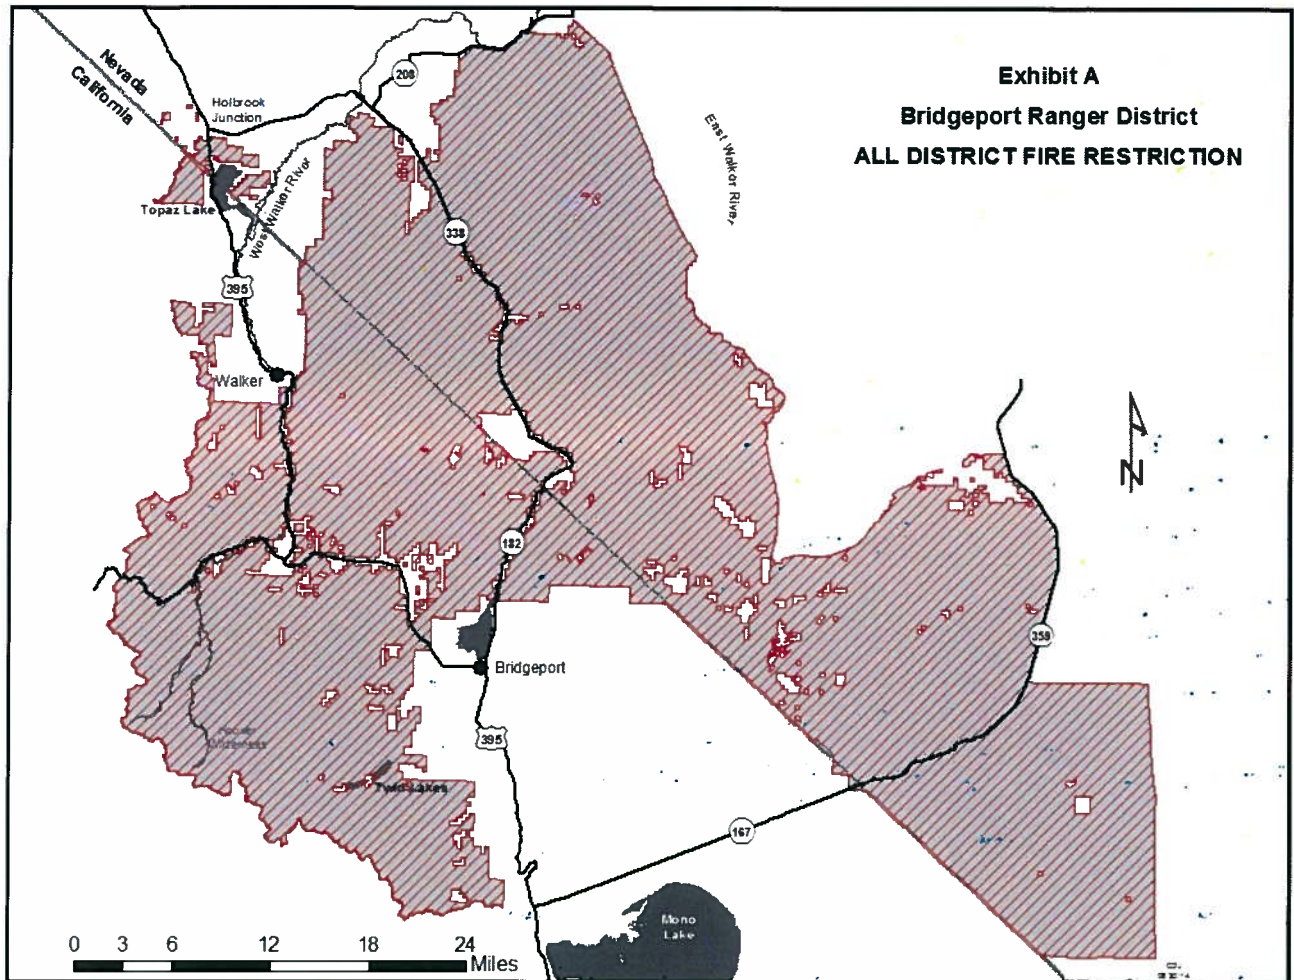 Exhibit A
Bridgeport Ranger District
ALL DISTRICT FIRE RESTRICTION
Nevada
California
208
Holbrook
Junction
East Walker River
West Walker River
Topaz Lake
338
395
Walker
N
182
359
Bridgeport
395
Twin Lakes
167
Mono
Lake
0 3 6 12 18 24
Miles